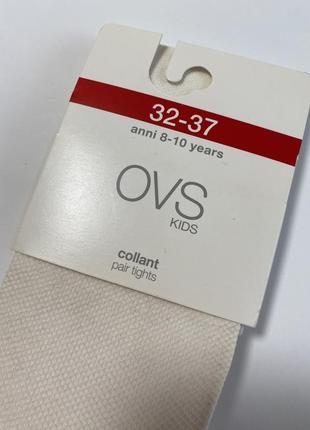 32-37
anni 8-10 years
OVS
KIDS
collant
pair tights